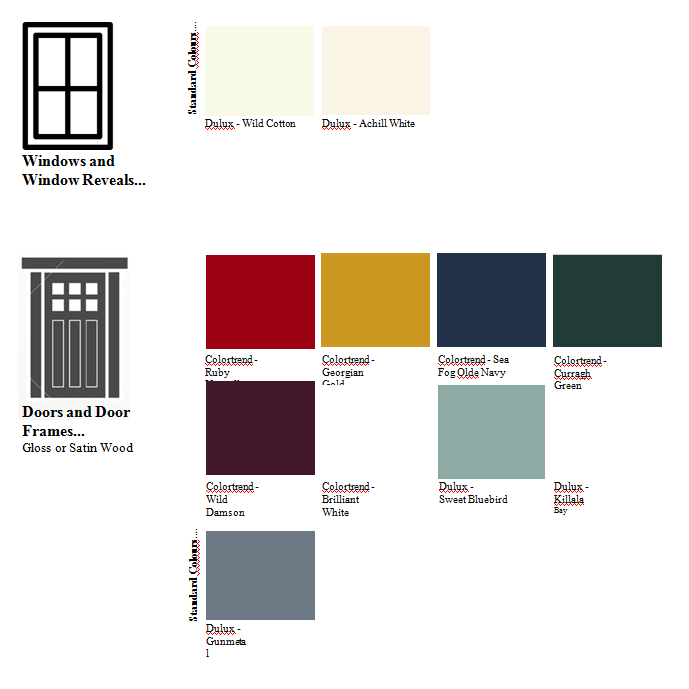 Standard Colours...
Dulux - Wild Cotton
Dulux - Achill White
Windows and
Window Reveals...
Colortrend -
Ruby
Colortrend -
Georgian
Gold
Colortrend - Sea
Fog Olde Navy
Colortrend -
Curragh
Green
Doors and Door
Frames...
Gloss or Satin Wood
Colortrend -
Wild
Damson
Colortrend -
Brilliant
White
Dulux -
Sweet Bluebird
Dulux -
Killala
Bay
Standard Colours...
Dulux -
Gunmeta
l